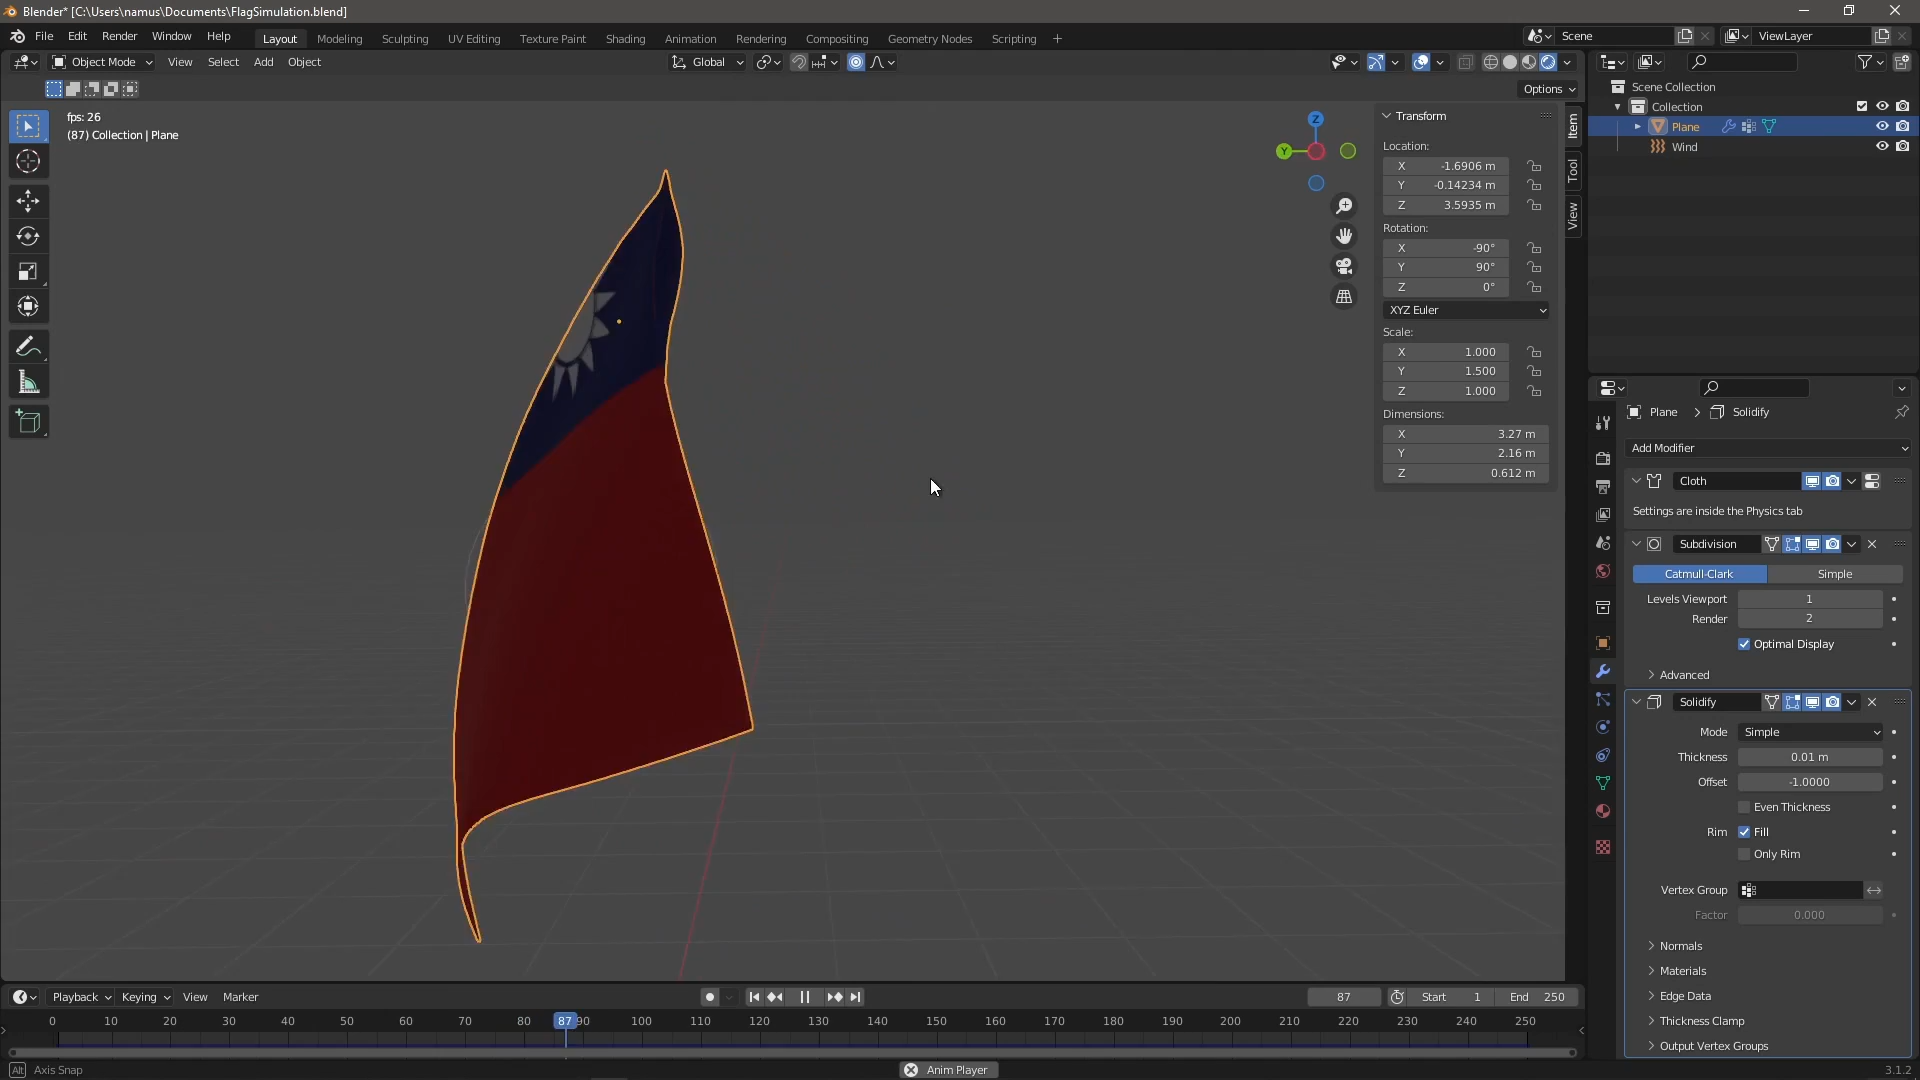 Blender* [C:\Users\namus\Documents\FlagSimulation.blend]
File Edit Render Window Help
Layout Modeling Sculpting UV Editing Texture Paint Shading Animation Rendering Compositing Geometry Nodes Scripting +
Scene
ViewLayer
Object Mode View Select Add Object
Global
Options
fps: 26
(87) Collection | Plane
Z
Y
Item
Tool
View
Transform
Location:
X -1.6906 m
Y -0.14234 m
Z 3.5935 m
Rotation:
X -90°
Y 90°
Z 0°
XYZ Euler
Scale:
X 1.000
Y 1.500
Z 1.000
Dimensions:
X 3.27 m
Y 2.16 m
Z 0.612 m
Scene Collection
Collection
Plane
Wind
Plane > Solidify
Add Modifier
Cloth
Settings are inside the Physics tab
Subdivision
Catmull-Clark Simple
Levels Viewport 1
Render 2
Optimal Display
Advanced
Solidify
Mode Simple
Thickness 0.01 m
Offset -1.0000
Even Thickness
Rim Fill
Only Rim
Vertex Group
Factor 0.000
Normals
Materials
Edge Data
Thickness Clamp
Output Vertex Groups
Playback Keying View Marker
87
Start 1
End 250
0 10 20 30 40 50 60 70 80 87 90 100 110 120 130 140 150 160 170 180 190 200 210 220 230 240 250
Alt Axis Snap
Anim Player
3.1.2